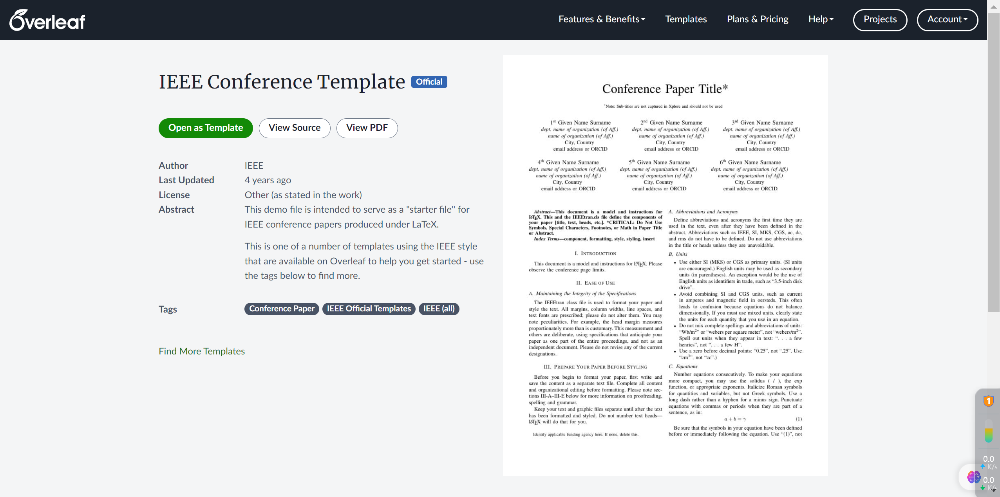 Overleaf
Features & Benefits
Templates
Plans & Pricing
Help
Projects
Account
IEEE Conference Template
Official
Open as Template
View Source
View PDF
Author
IEEE
Last Updated
4 years ago
License
Other (as stated in the work)
Abstract
This demo file is intended to serve as a "starter file'' for
IEEE conference papers produced under LaTeX.
This is one of a number of templates using the IEEE style
that are available on Overleaf to help you get started - use
the tags below to find more.
Tags
Conference Paper
IEEE Official Templates
IEEE (all)
Find More Templates
Conference Paper Title*
*Note: Sub-titles are not captured in Xplore and should not be used
1st Given Name Surname
dept. name of organization (of Aff.)
name of organization (of Aff.)
City, Country
email address or ORCID
2nd Given Name Surname
dept. name of organization (of Aff.)
name of organization (of Aff.)
City, Country
email address or ORCID
3rd Given Name Surname
dept. name of organization (of Aff.)
name of organization (of Aff.)
City, Country
email address or ORCID
4th Given Name Surname
dept. name of organization (of Aff.)
name of organization (of Aff.)
City, Country
email address or ORCID
5th Given Name Surname
dept. name of organization (of Aff.)
name of organization (of Aff.)
City, Country
email address or ORCID
6th Given Name Surname
dept. name of organization (of Aff.)
name of organization (of Aff.)
City, Country
email address or ORCID
Abstract—This document is a model and instructions for
LATEX. This and the IEEEtran.cls file define the components of
your paper [title, text, heads, etc.]. *CRITICAL: Do Not Use
Symbols, Special Characters, Footnotes, or Math in Paper Title
or Abstract.
Index Terms—component, formatting, style, styling, insert
I. INTRODUCTION
This document is a model and instructions for LATEX. Please
observe the conference page limits.
II. EASE OF USE
A. Maintaining the Integrity of the Specifications
The IEEEtran class file is used to format your paper and
style the text. All margins, column widths, line spaces, and
text fonts are prescribed; please do not alter them. You may
note peculiarities. For example, the head margin measures
proportionately more than is customary. This measurement and
others are deliberate, using specifications that anticipate your
paper as one part of the entire proceedings, and not as an
independent document. Please do not revise any of the current
designations.
III. PREPARE YOUR PAPER BEFORE STYLING
Before you begin to format your paper, first write and
save the content as a separate text file. Complete all content
and organizational editing before formatting. Please note sec-
tions III-A–III-E below for more information on proofreading,
spelling and grammar.
Keep your text and graphic files separate until after the text
has been formatted and styled. Do not number text heads—
LATEX will do that for you.
Identify applicable funding agency here. If none, delete this.
A. Abbreviations and Acronyms
Define abbreviations and acronyms the first time they are
used in the text, even after they have been defined in the
abstract. Abbreviations such as IEEE, SI, MKS, CGS, ac, dc,
and rms do not have to be defined. Do not use abbreviations
in the title or heads unless they are unavoidable.
B. Units
• Use either SI (MKS) or CGS as primary units. (SI units
are encouraged.) English units may be used as secondary
units (in parentheses). An exception would be the use of
English units as identifiers in trade, such as “3.5-inch disk
drive”.
• Avoid combining SI and CGS units, such as current
in amperes and magnetic field in oersteds. This often
leads to confusion because equations do not balance
dimensionally. If you must use mixed units, clearly state
the units for each quantity that you use in an equation.
• Do not mix complete spellings and abbreviations of units:
“Wb/m2” or “webers per square meter”, not “webers/m2”.
Spell out units when they appear in text: “. . . a few
henries”, not “. . . a few H”.
• Use a zero before decimal points: “0.25”, not “.25”. Use
“cm3”, not “cc”.)
C. Equations
Number equations consecutively. To make your equations
more compact, you may use the solidus ( / ), the exp
function, or appropriate exponents. Italicize Roman symbols
for quantities and variables, but not Greek symbols. Use a
long dash rather than a hyphen for a minus sign. Punctuate
equations with commas or periods when they are part of a
sentence, as in:
a + b = γ (1)
Be sure that the symbols in your equation have been defined
before or immediately following the equation. Use “(1)”, not
1
0.0
K/s
0.0
K/s